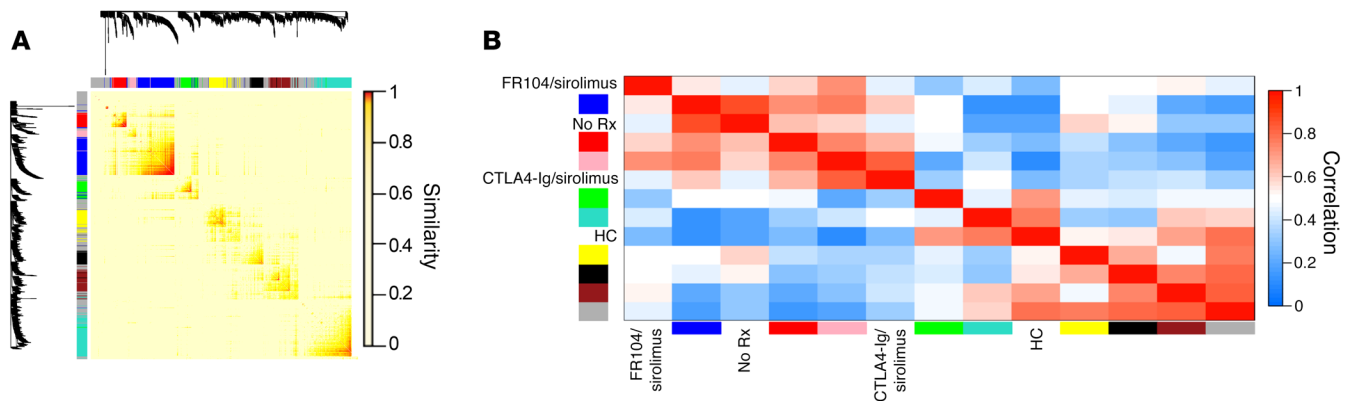 A
1
0.8
0.6
0.4
0.2
0
Similarity
B
FR104/sirolimus
No Rx
CTLA4-Ig/sirolimus
HC
FR104/
sirolimus
No Rx
CTLA4-Ig/
sirolimus
HC
1
0.8
0.6
0.4
0.2
0
Correlation